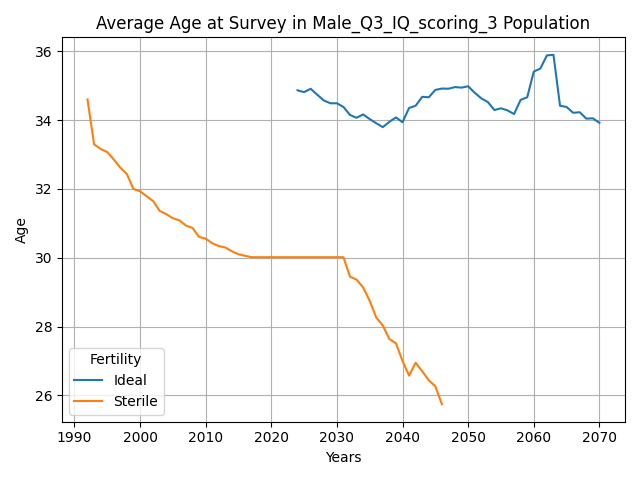 Average Age at Survey in Male_Q3_IQ_scoring_3 Population
36
34
32
30
28
26
Age
Fertility
Ideal
Sterile
1990 2000 2010 2020 2030 2040 2050 2060 2070
Years